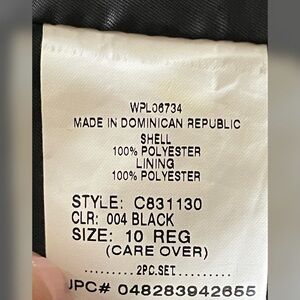 WPL06734
MADE IN DOMINICAN REPUBLIC
SHELL
100% POLYESTER
LINING
100% POLYESTER
STYLE: C831130
CLR: 004 BLACK
SIZE: 10 REG
(CARE OVER)
.........2PC.SET.........
JPC# 048283942655